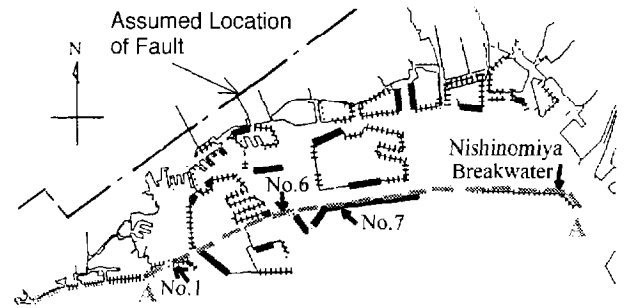 Assumed Location
of Fault
N
Nishinomiya
Breakwater
No.6
No.7
No.1
A
A